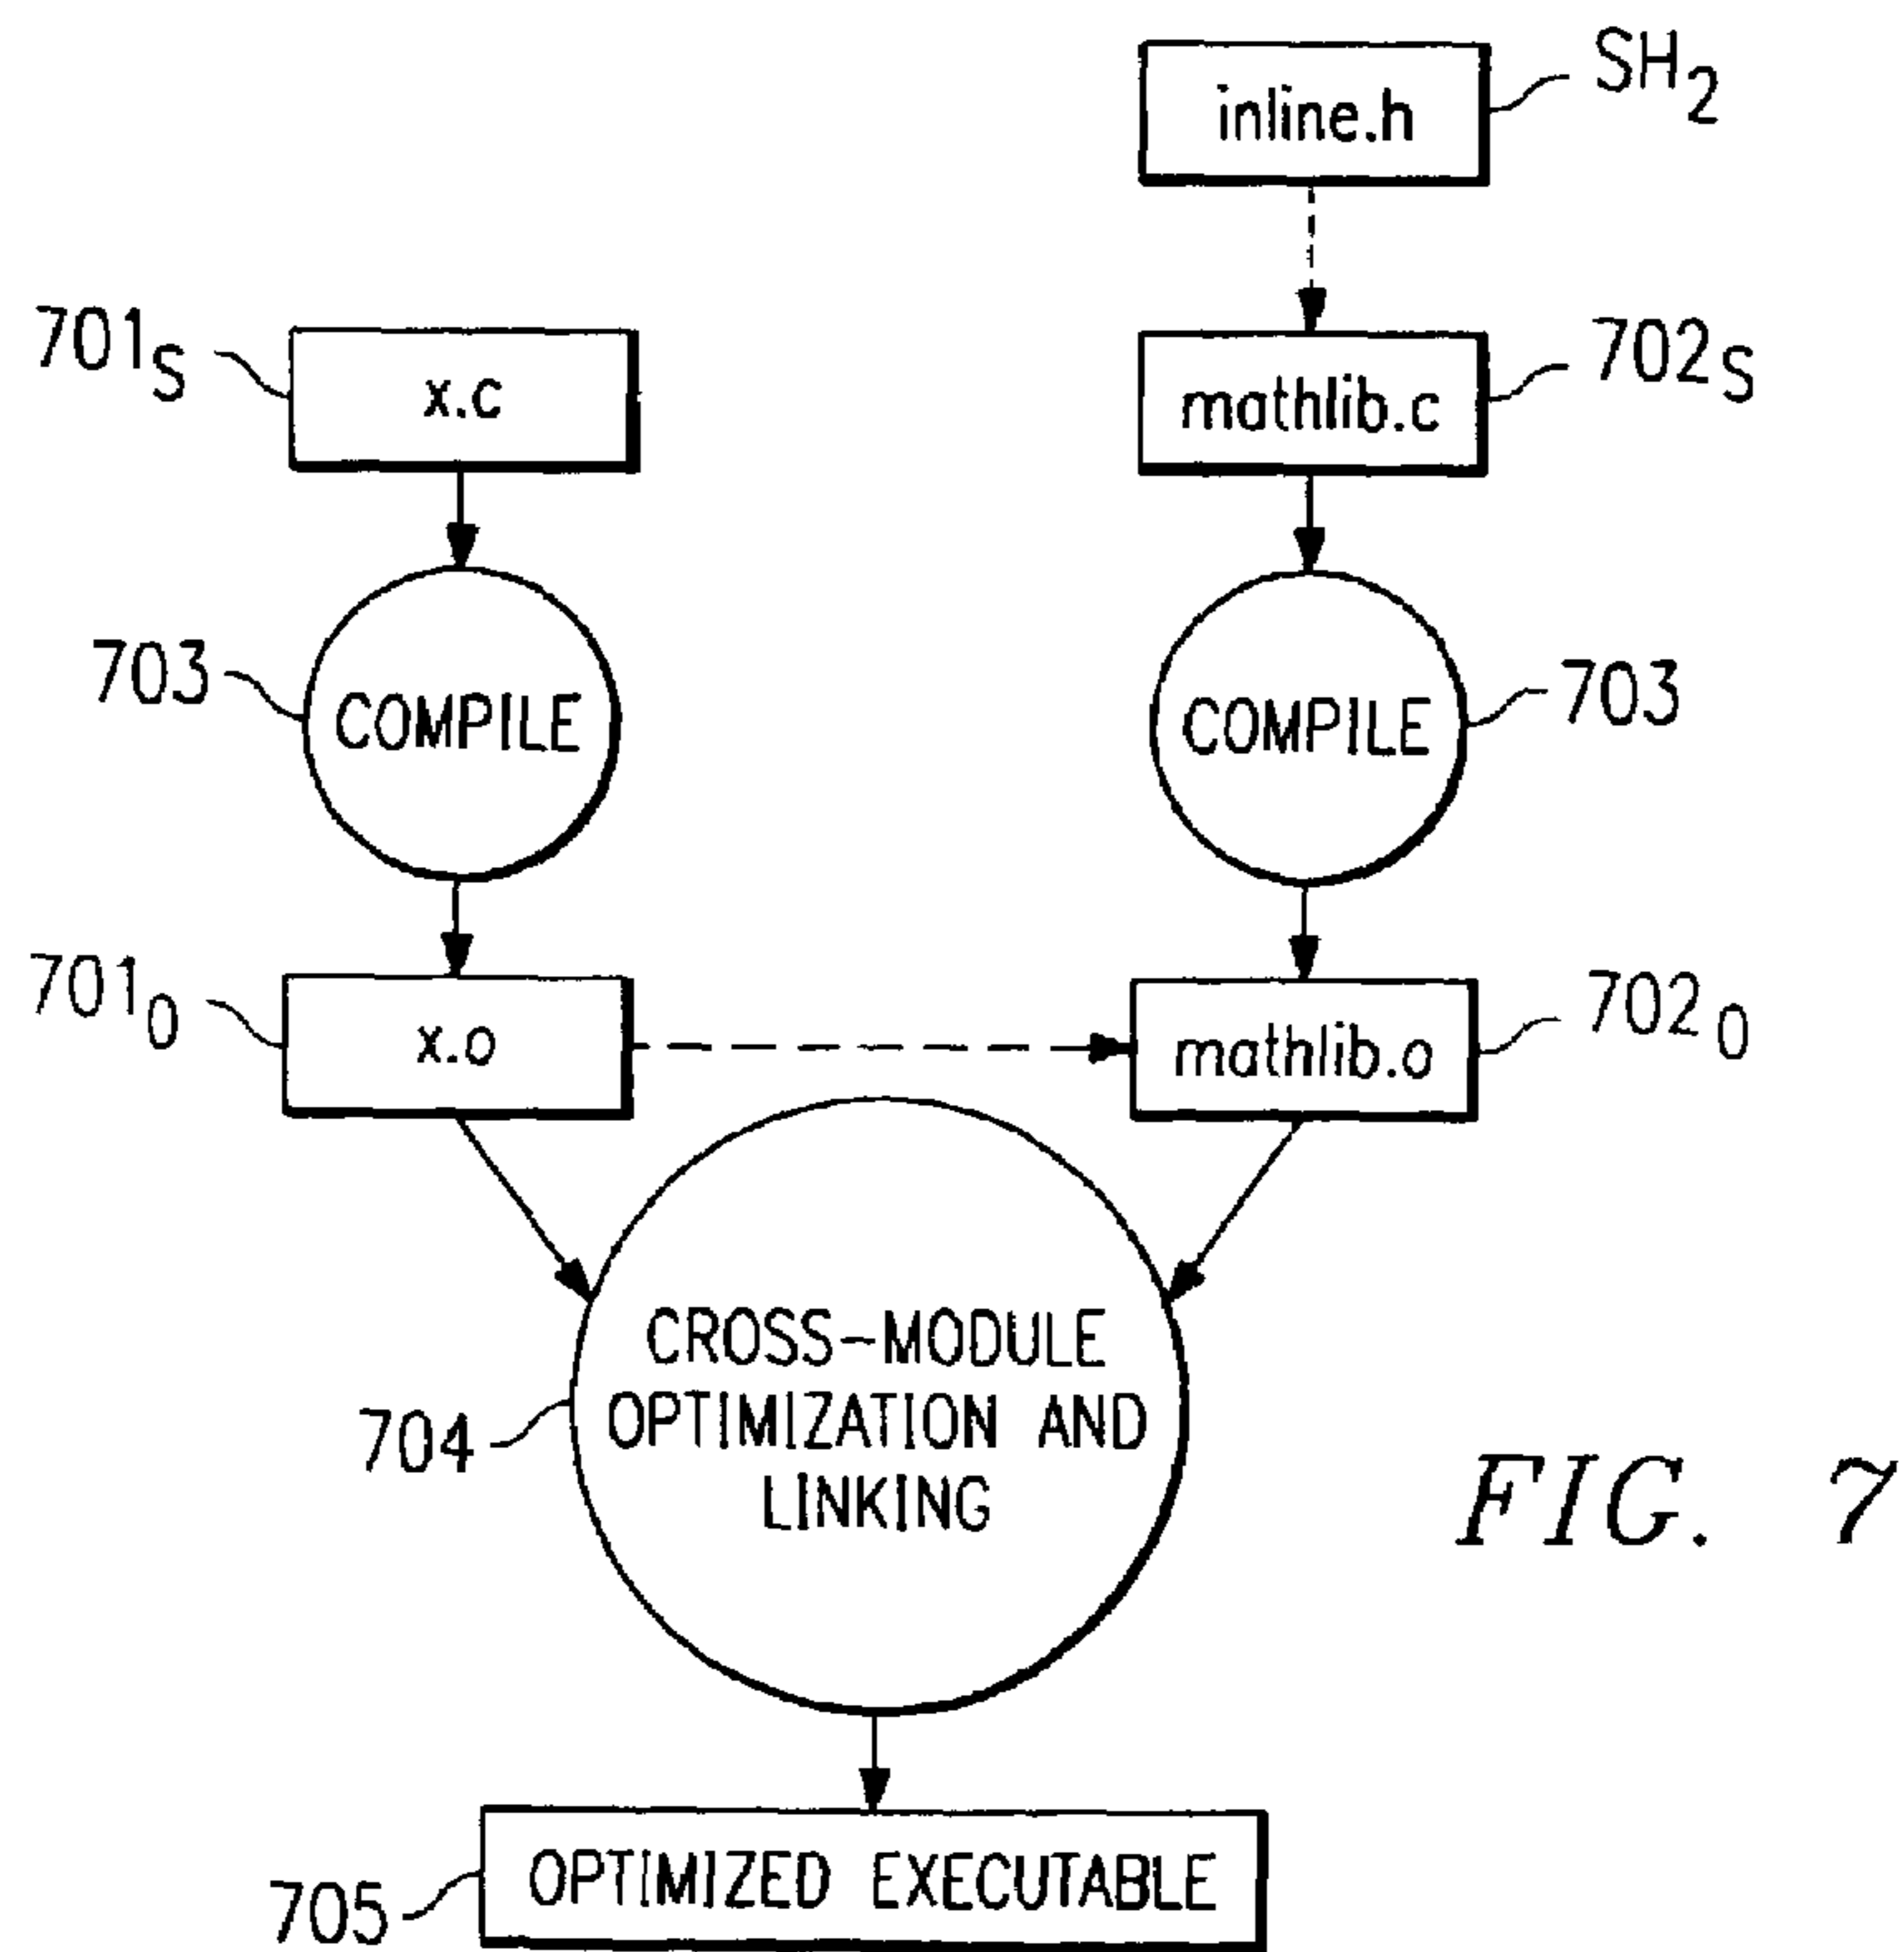 inline.h
SH2
701S
x.c
mathlib.c
702S
703
COMPILE
COMPILE
703
701O
x.o
mathlib.o
702O
704
CROSS-MODULE
OPTIMIZATION AND
LINKING
FIG. 7
705
OPTIMIZED EXECUTABLE